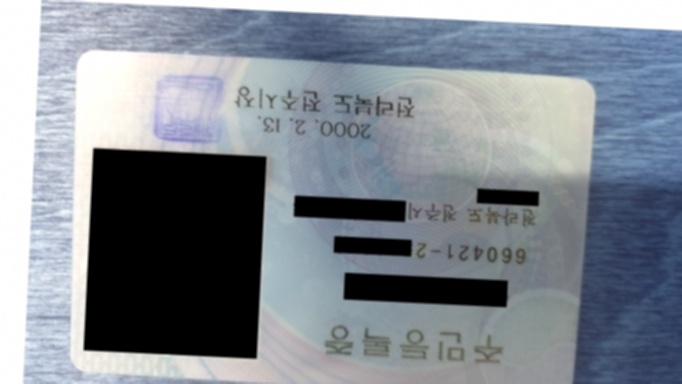 주민등록증
660421-2
전라북도 전주시
2000. 2. 13.
전라북도 전주시장